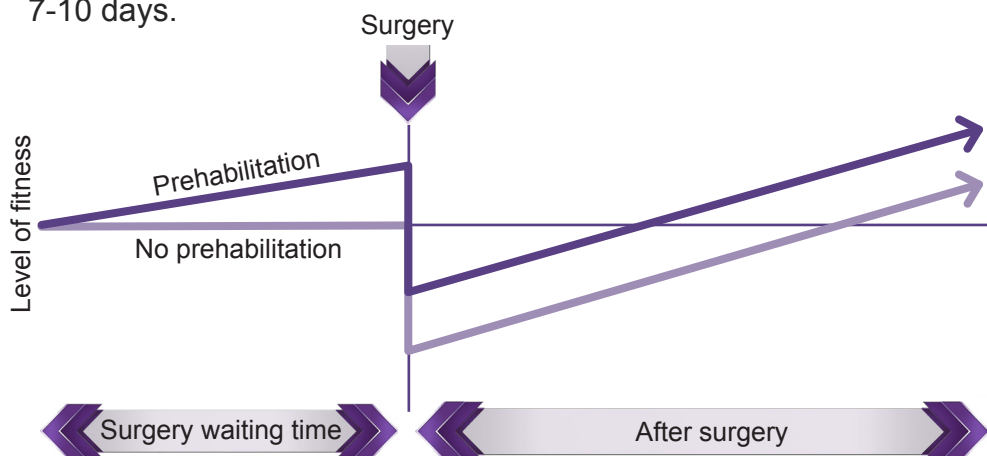 7-10 days.
Surgery
Level of fitness
Prehabilitation
No prehabilitation
Surgery waiting time
After surgery